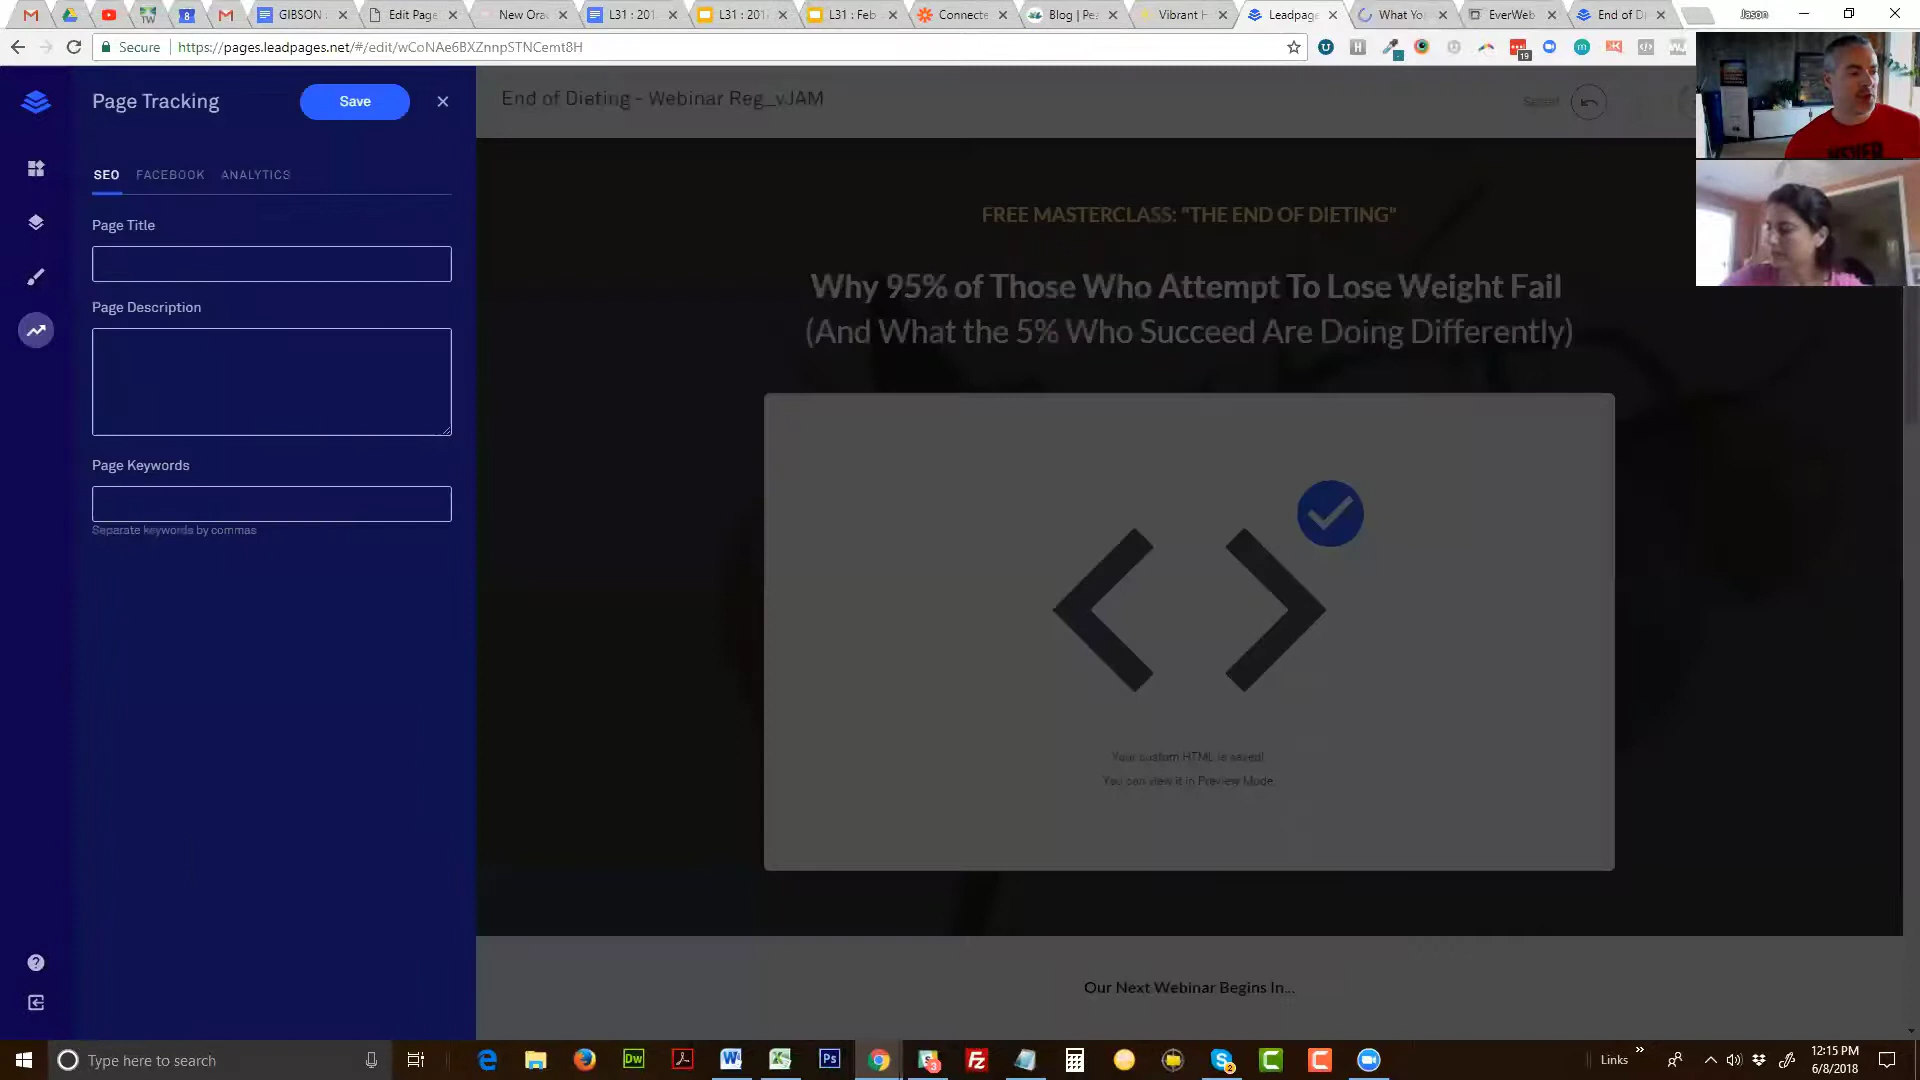 GIBSON
Edit Page
New Ora
L31 : 201
L31 : 201
L31 : Feb
Connecte
Blog | Pea
Vibrant H
Leadpage
What Yo
EverWeb
End of Di
Jason
Secure
https://pages.leadpages.net/#/edit/wCoNAe6BXZnnpSTNCemt8H
Page Tracking
Save
End of Dieting - Webinar Reg_vJAM
Saved
SEO
FACEBOOK
ANALYTICS
Page Title
Page Description
Page Keywords
Separate keywords by commas
FREE MASTERCLASS: "THE END OF DIETING"
Why 95% of Those Who Attempt To Lose Weight Fail
(And What the 5% Who Succeed Are Doing Differently)
Your custom HTML is saved!
You can view it in Preview Mode.
Our Next Webinar Begins In...
Type here to search
Links
12:15 PM
6/8/2018